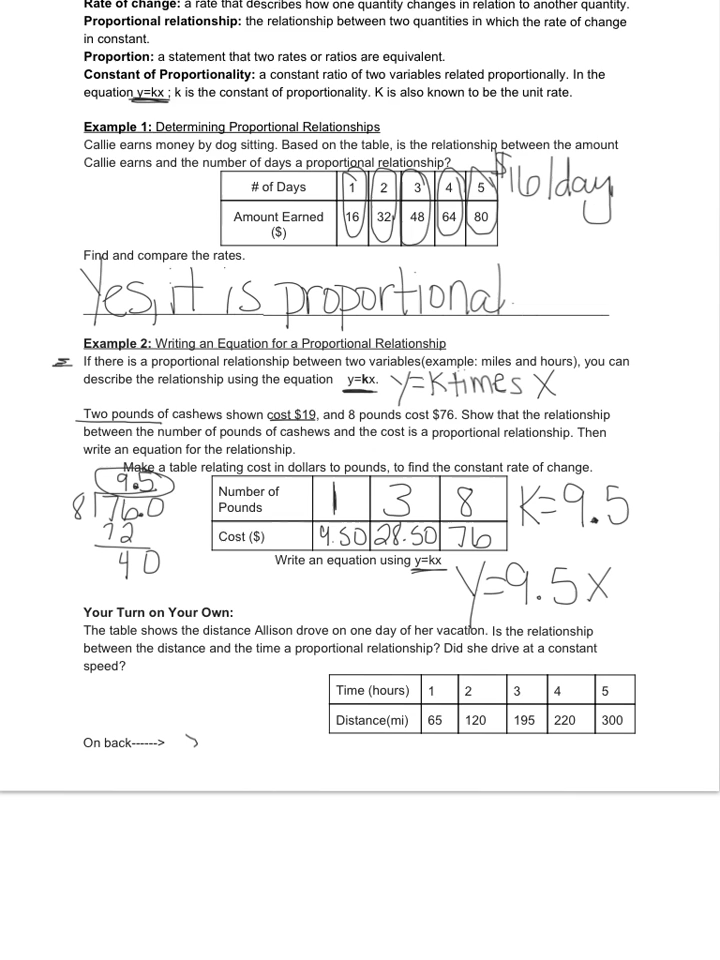 Rate of change: a rate that describes how one quantity changes in relation to another quantity.
Proportional relationship: the relationship between two quantities in which the rate of change
in constant.
Proportion: a statement that two rates or ratios are equivalent.
Constant of Proportionality: a constant ratio of two variables related proportionally. In the
equation y=kx ; k is the constant of proportionality. K is also known to be the unit rate.
Example 1: Determining Proportional Relationships
Callie earns money by dog sitting. Based on the table, is the relationship between the amount
Callie earns and the number of days a proportional relationship?
$16/day
# of Days 1 2 3 4 5
Amount Earned ($) 16 32 48 64 80
Find and compare the rates.
Yes, it is proportional.
Example 2: Writing an Equation for a Proportional Relationship
If there is a proportional relationship between two variables(example: miles and hours), you can
describe the relationship using the equation y=kx. y=K times X
Two pounds of cashews shown cost $19, and 8 pounds cost $76. Show that the relationship
between the number of pounds of cashews and the cost is a proportional relationship. Then
write an equation for the relationship.
Make a table relating cost in dollars to pounds, to find the constant rate of change.
9.5
8 76.0
72
40
Number of Pounds 1 3 8
Cost ($) 9.50 28.50 76
K=9.5
Write an equation using y=kx
y=9.5x
Your Turn on Your Own:
The table shows the distance Allison drove on one day of her vacation. Is the relationship
between the distance and the time a proportional relationship? Did she drive at a constant
speed?
Time (hours) 1 2 3 4 5
Distance(mi) 65 120 195 220 300
On back------>